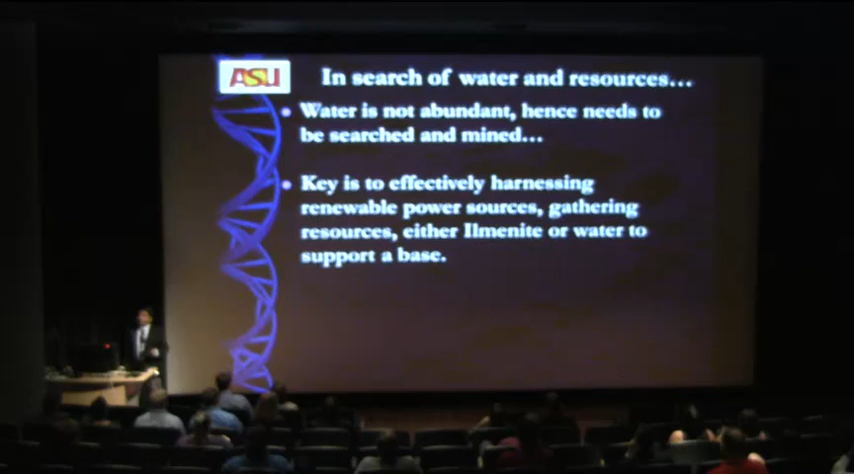 ASU
In search of water and resources...
Water is not abundant, hence needs to
be searched and mined...
Key is to effectively harnessing
renewable power sources, gathering
resources, either Ilmenite or water to
support a base.